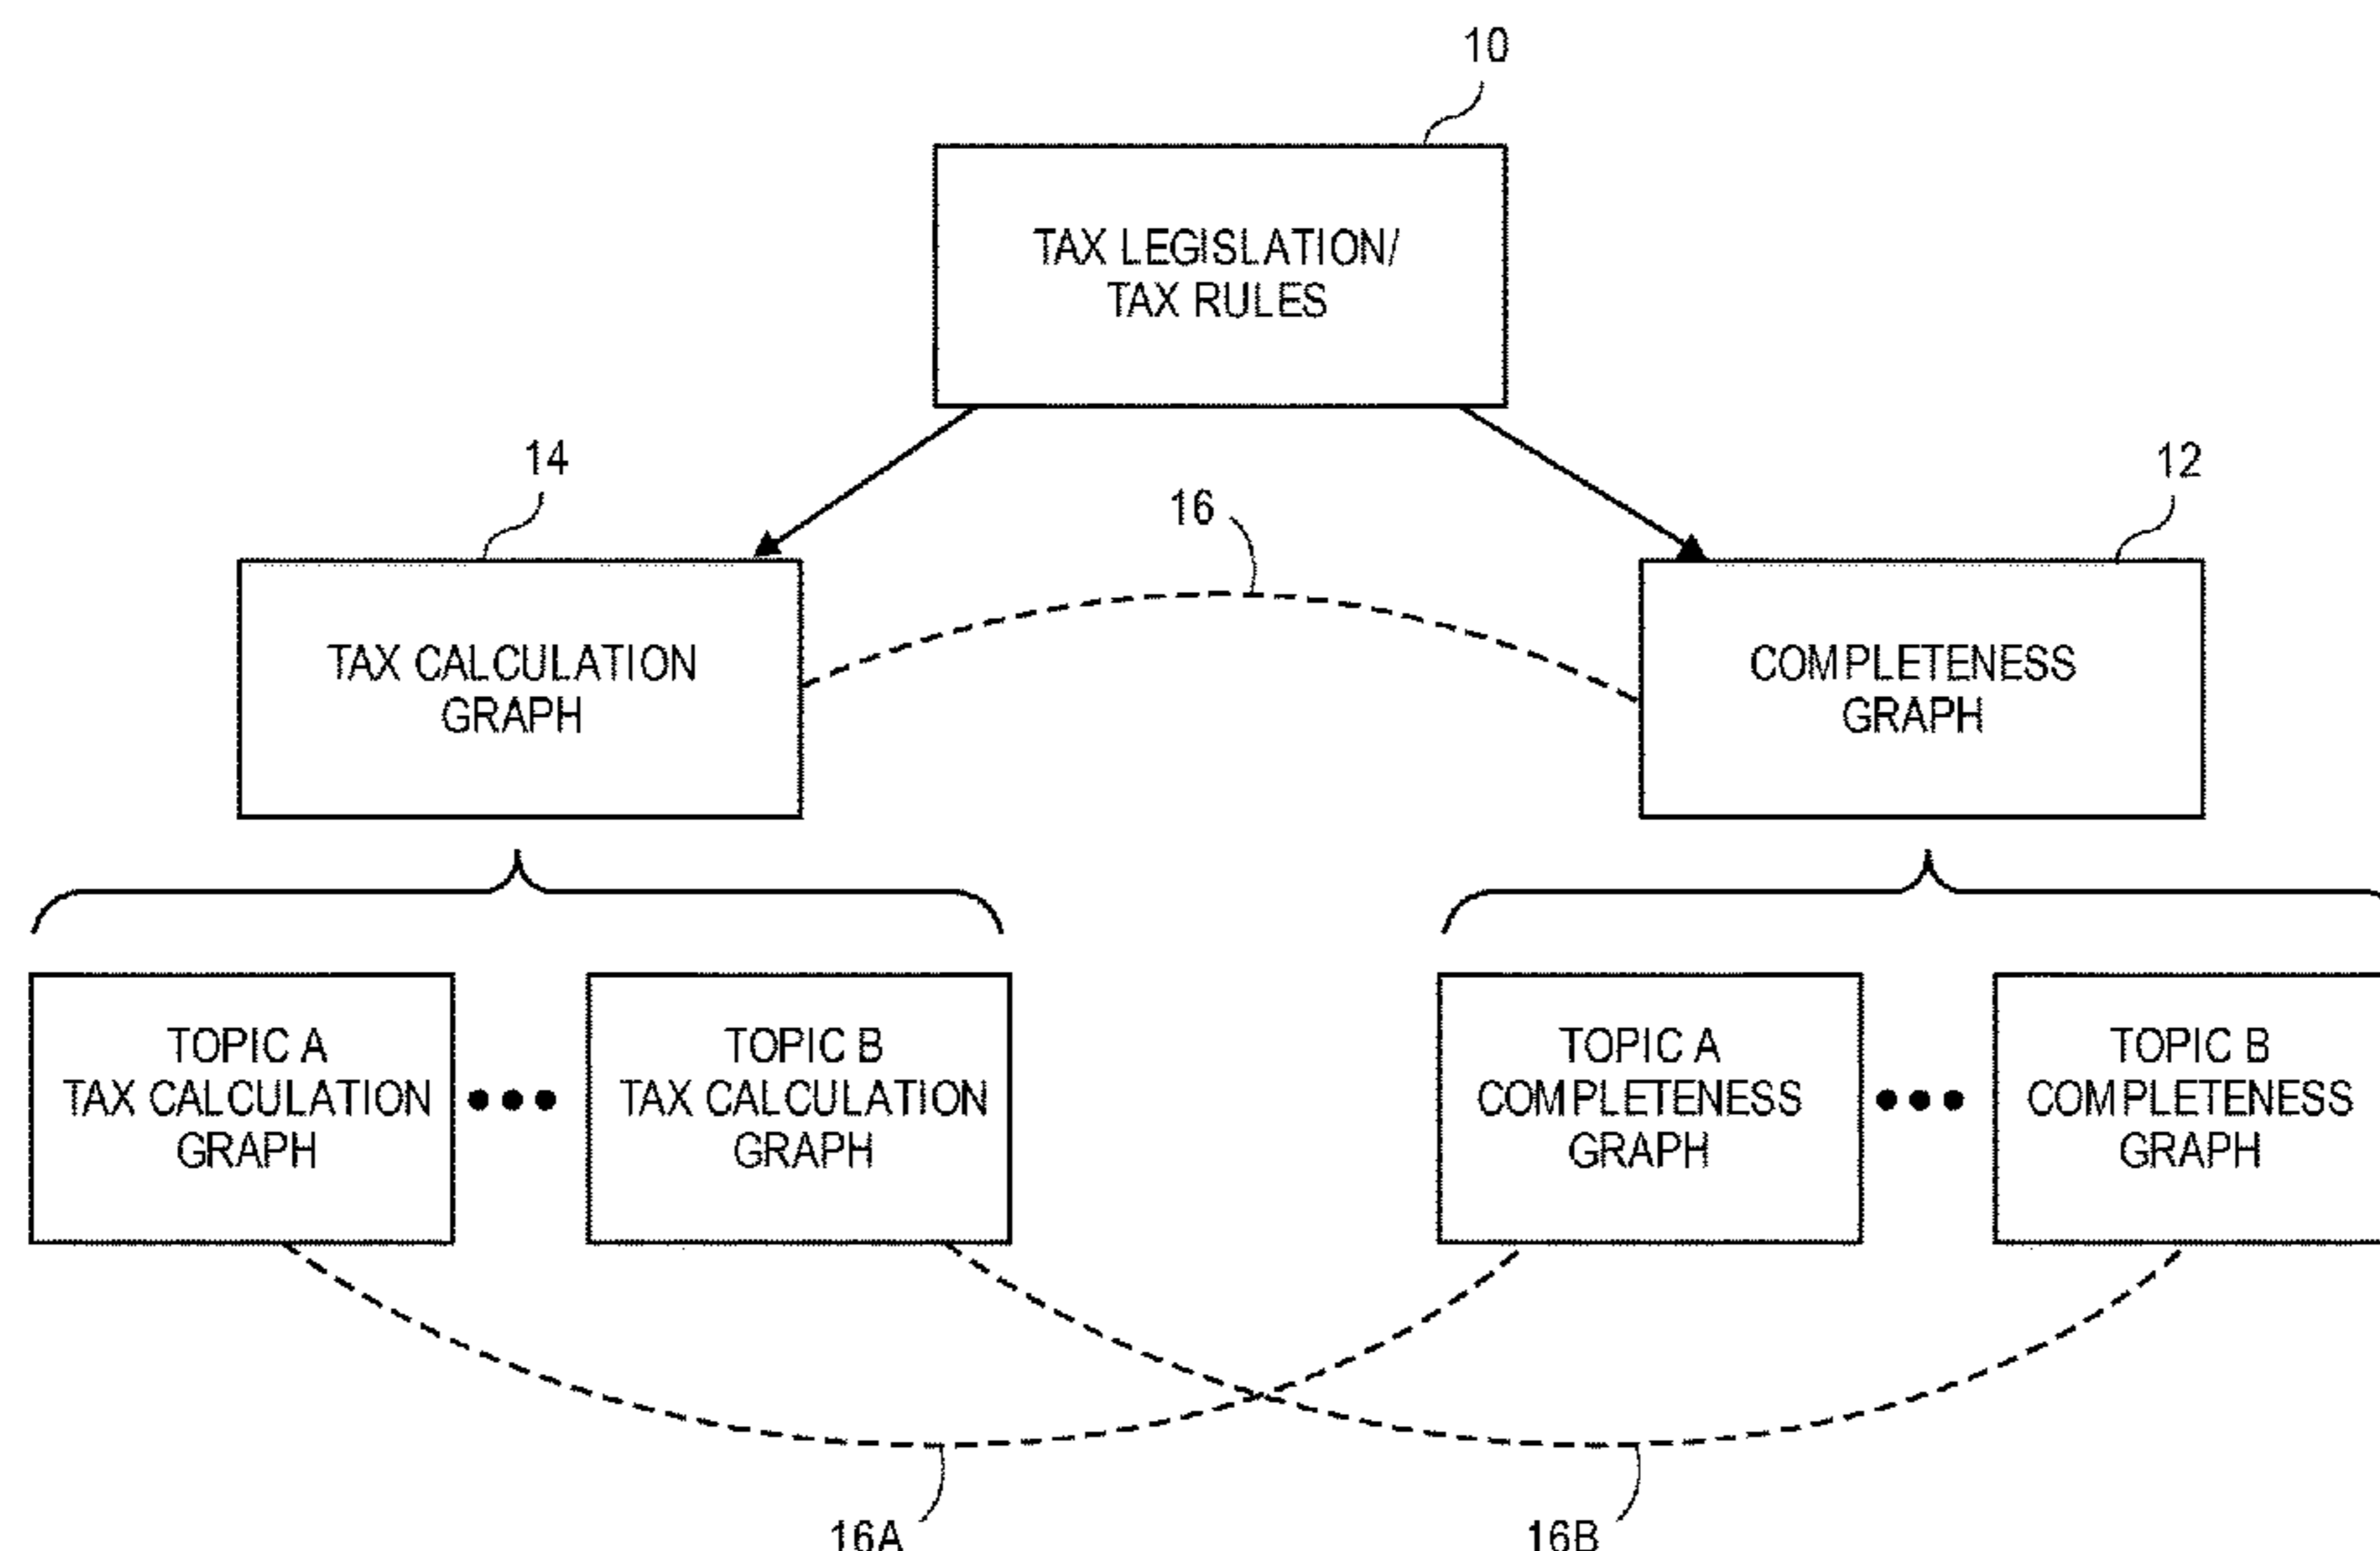 10
TAX LEGISLATION/
TAX RULES
14
12
16
TAX CALCULATION
GRAPH
COMPLETENESS
GRAPH
TOPIC A
TAX CALCULATION
GRAPH
TOPIC B
TAX CALCULATION
GRAPH
TOPIC A
COMPLETENESS
GRAPH
TOPIC B
COMPLETENESS
GRAPH
16A
16B